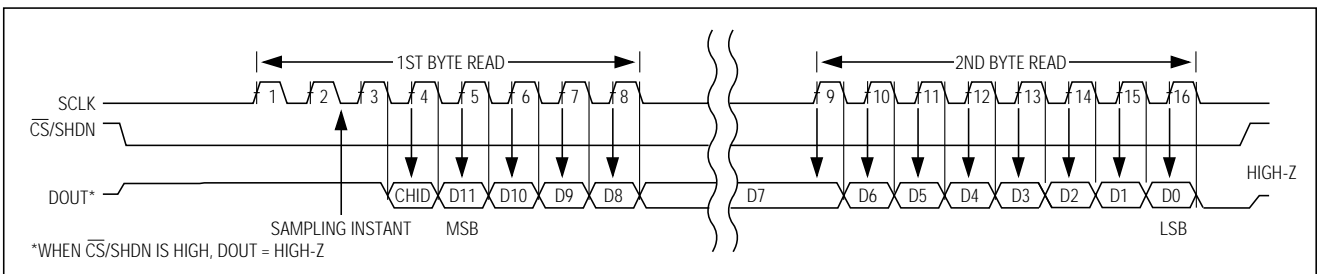 1ST BYTE READ
2ND BYTE READ
SCLK 1 2 3 4 5 6 7 8 9 10 11 12 13 14 15 16
C̅S̅/SHDN
HIGH-Z
DOUT* CHID D11 D10 D9 D8 D7 D6 D5 D4 D3 D2 D1 D0
SAMPLING INSTANT MSB LSB
*WHEN C̅S̅/SHDN IS HIGH, DOUT = HIGH-Z